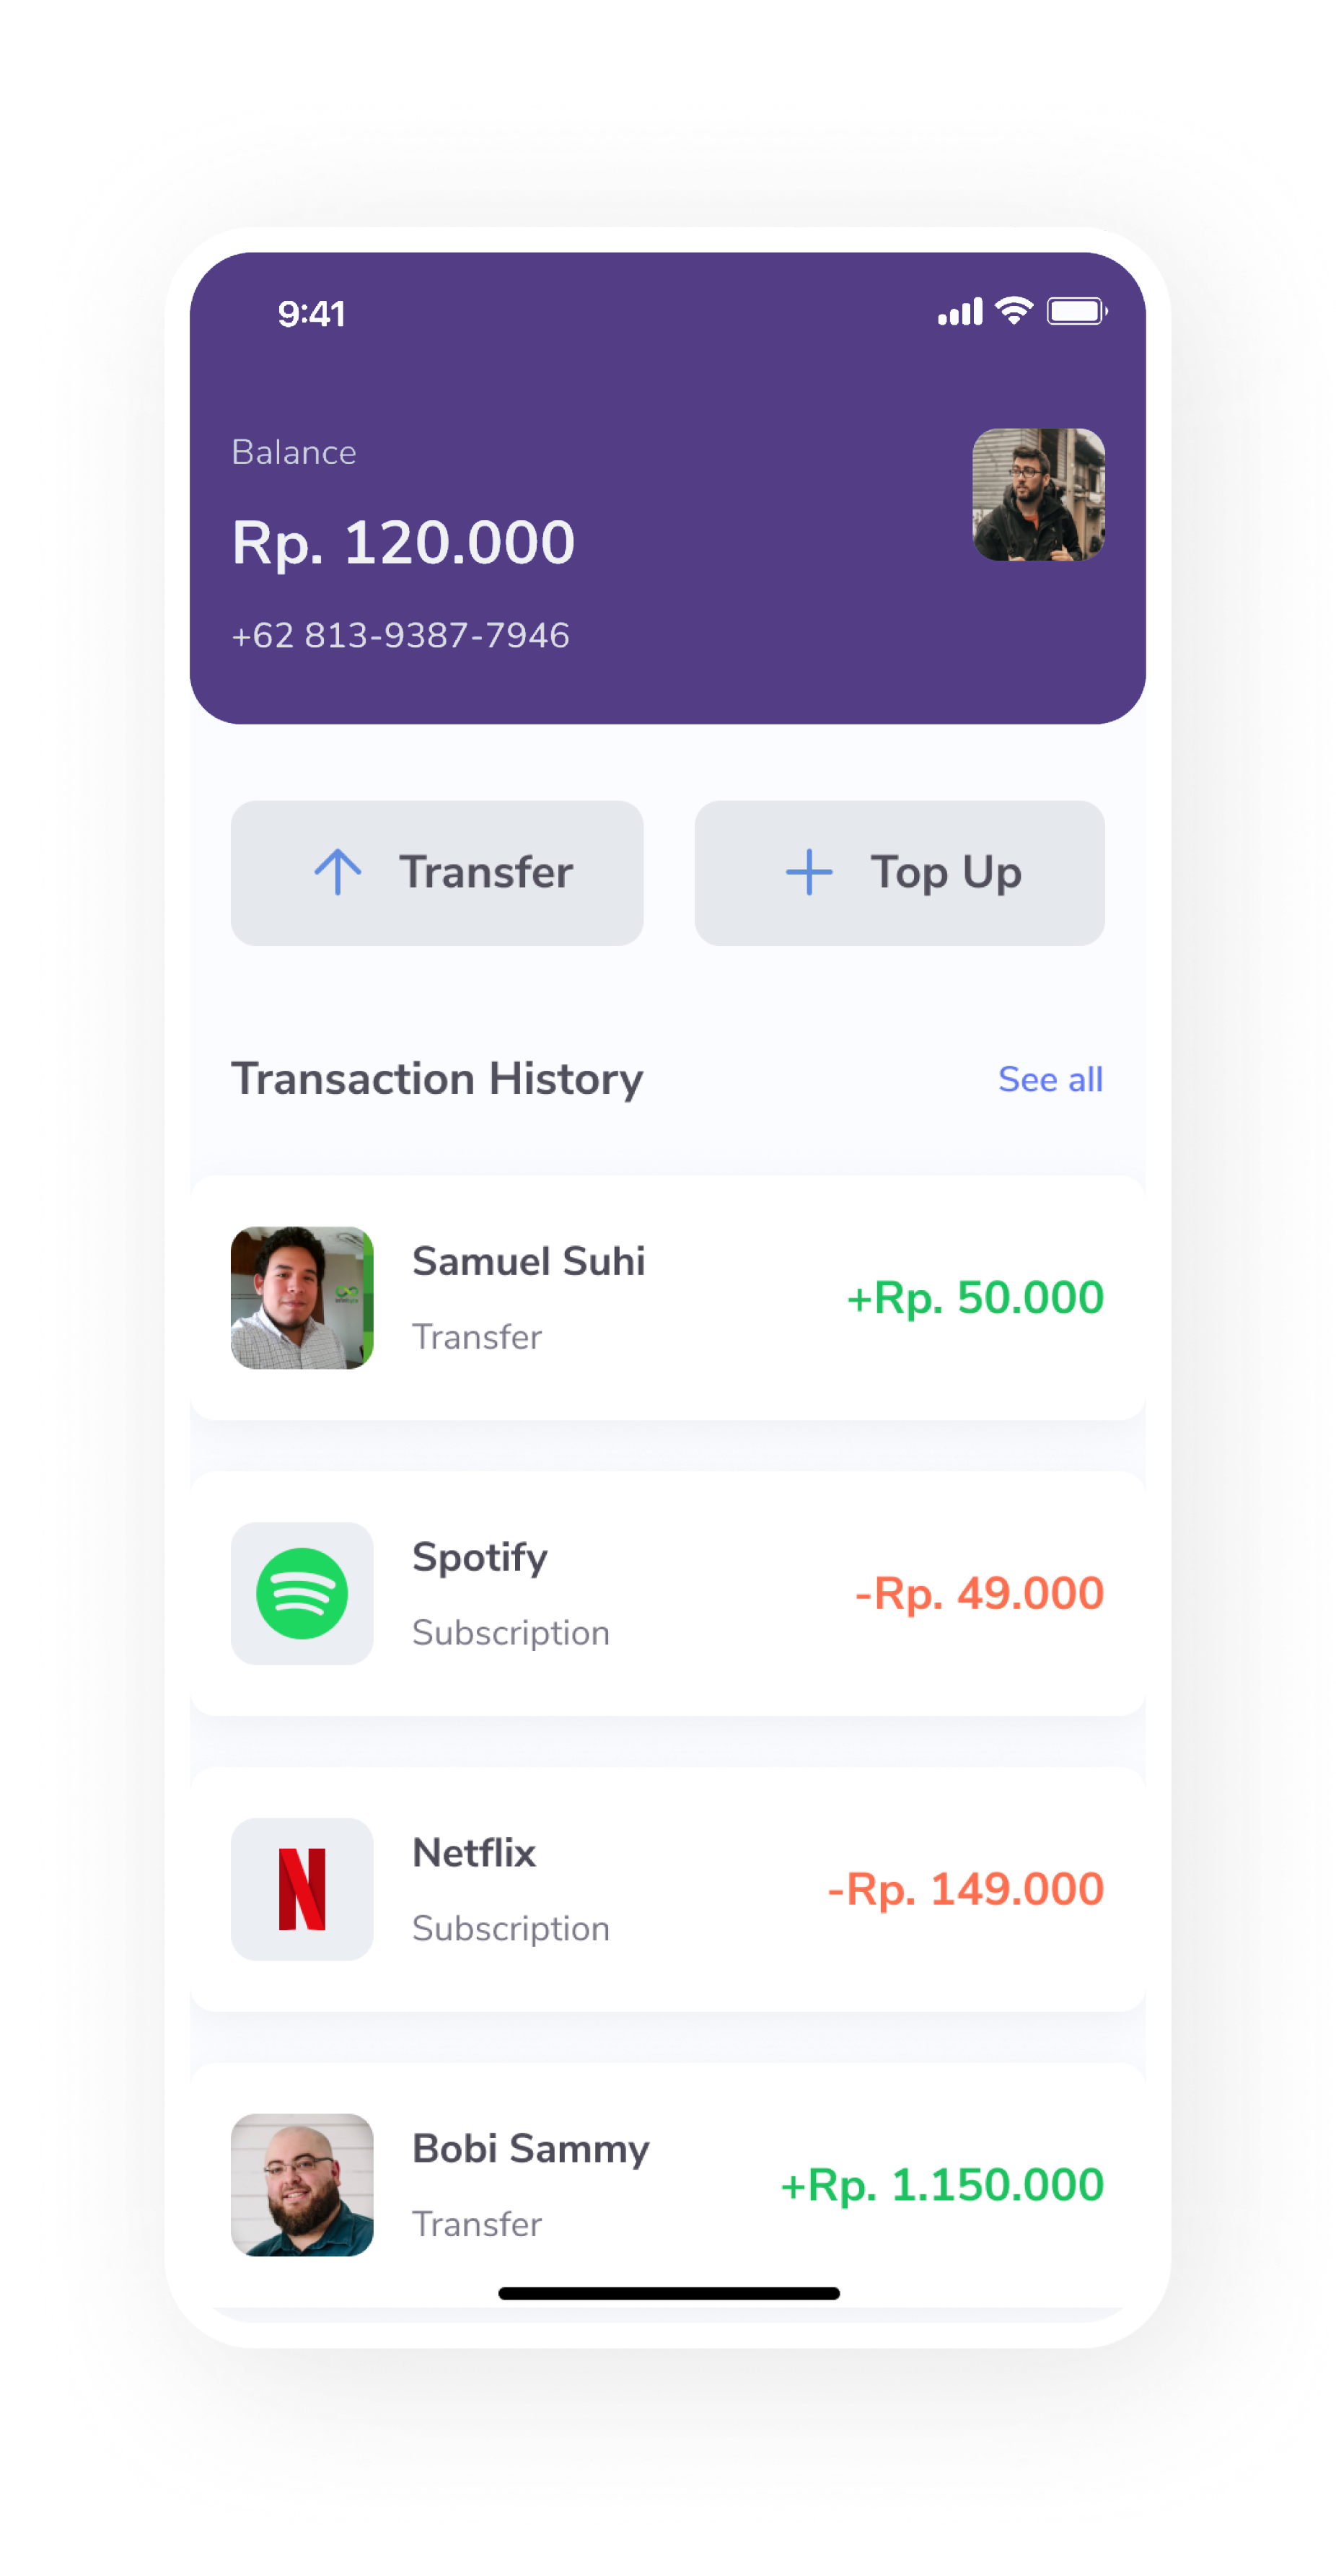 9:41
Balance
Rp. 120.000
+62 813-9387-7946
Transfer
Top Up
Transaction History
See all
Samuel Suhi
Transfer
+Rp. 50.000
Spotify
Subscription
-Rp. 49.000
Netflix
Subscription
-Rp. 149.000
Bobi Sammy
Transfer
+Rp. 1.150.000